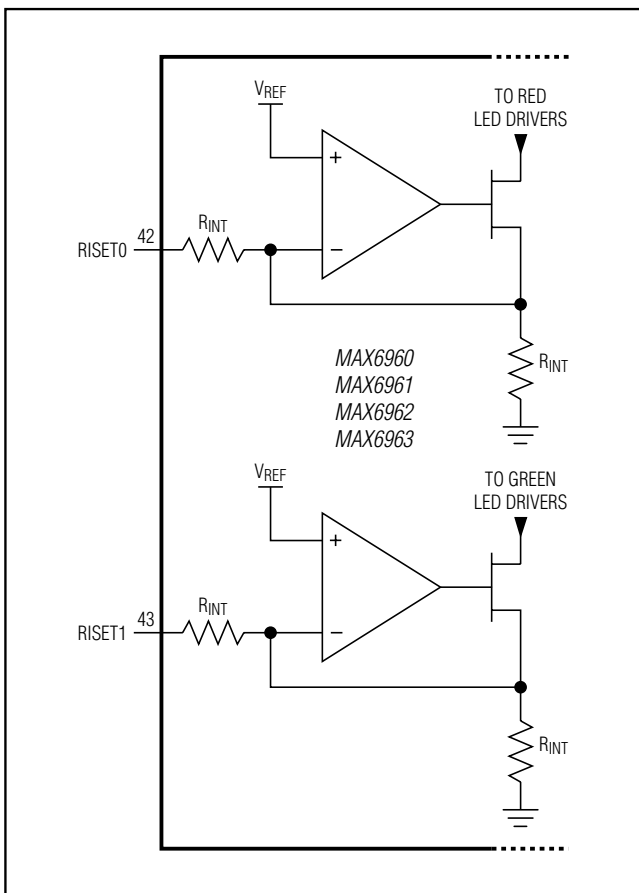 VREF
TO RED
LED DRIVERS
+
RINT
42
RISET0
−
RINT
MAX6960
MAX6961
MAX6962
MAX6963
VREF
TO GREEN
LED DRIVERS
+
RINT
43
RISET1
−
RINT